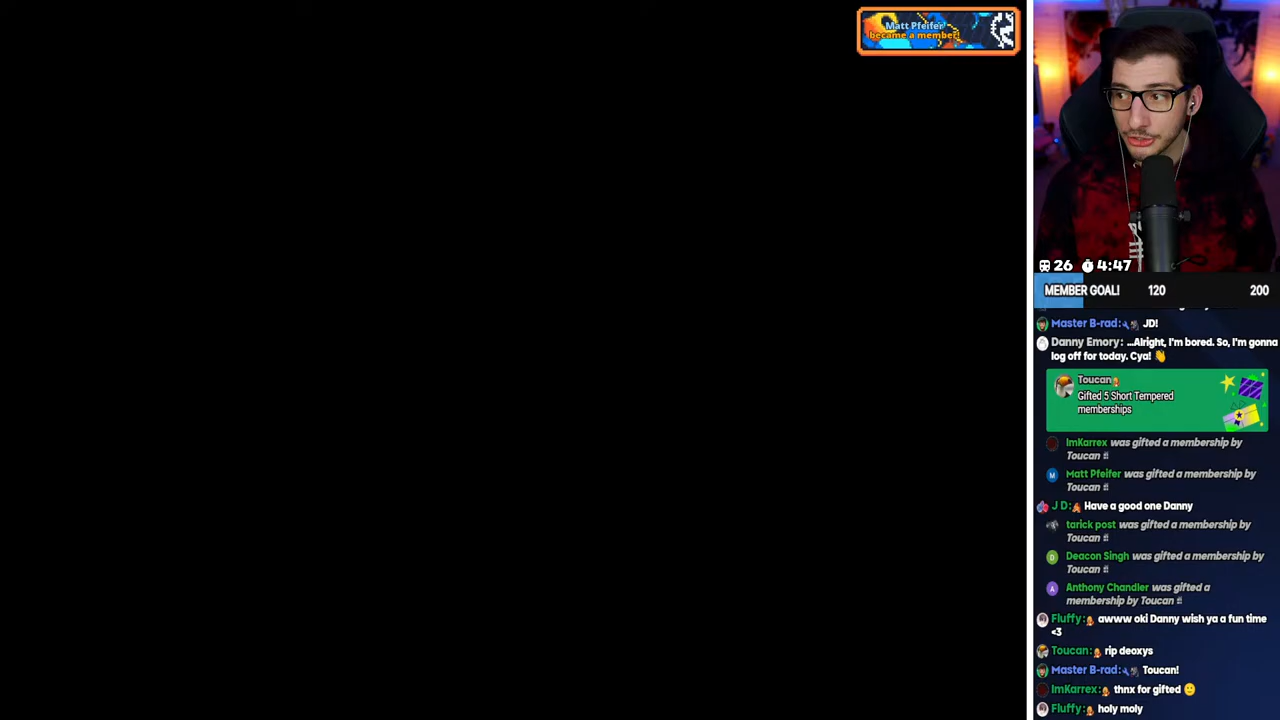 Matt Pfeifer
became a member!
26 4:47
MEMBER GOAL! 120 200
Master B-rad: JD!
Danny Emory: ...Alright, I'm bored. So, I'm gonna
log off for today. Cya! 👋
Toucan
Gifted 5 Short Tempered
memberships
ImKarrex was gifted a membership by
Toucan
M Matt Pfeifer was gifted a membership by
Toucan
J D: Have a good one Danny
tarick post was gifted a membership by
Toucan
D Deacon Singh was gifted a membership by
Toucan
A Anthony Chandler was gifted a
membership by Toucan
Fluffy: awww oki Danny wish ya a fun time
<3
Toucan: rip deoxys
Master B-rad: Toucan!
ImKarrex: thnx for gifted 🙂
Fluffy: holy moly